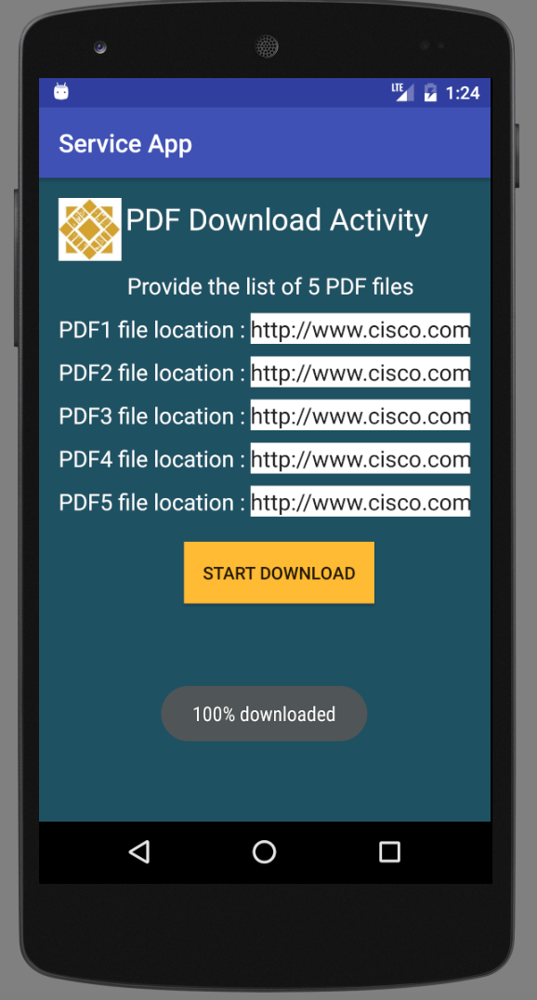 LTE 1:24
Service App
PDF Download Activity
Provide the list of 5 PDF files
PDF1 file location : http://www.cisco.com
PDF2 file location : http://www.cisco.com
PDF3 file location : http://www.cisco.com
PDF4 file location : http://www.cisco.com
PDF5 file location : http://www.cisco.com
START DOWNLOAD
100% downloaded